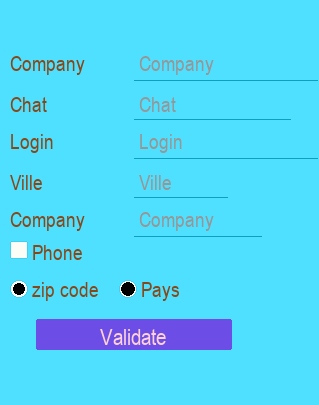 Company Company
Chat Chat
Login Login
Ville Ville
Company Company
Phone
zip code Pays
Validate